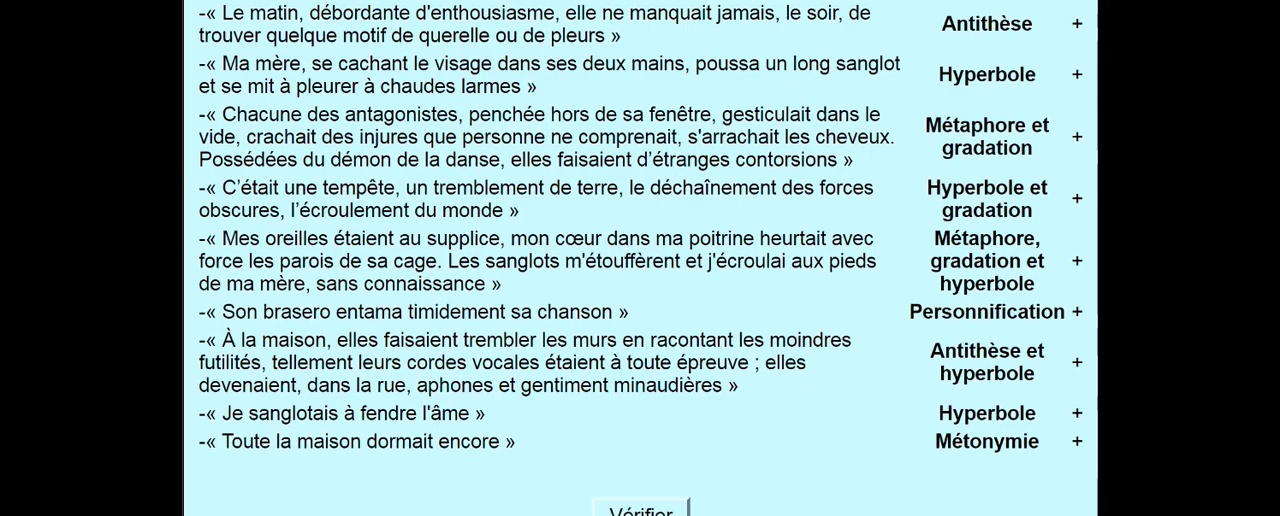 -« Le matin, débordante d'enthousiasme, elle ne manquait jamais, le soir, de
trouver quelque motif de querelle ou de pleurs »
Antithèse +
-« Ma mère, se cachant le visage dans ses deux mains, poussa un long sanglot
et se mit à pleurer à chaudes larmes »
Hyperbole +
-« Chacune des antagonistes, penchée hors de sa fenêtre, gesticulait dans le
vide, crachait des injures que personne ne comprenait, s'arrachait les cheveux.
Possédées du démon de la danse, elles faisaient d’étranges contorsions »
Métaphore et
gradation +
-« C’était une tempête, un tremblement de terre, le déchaînement des forces
obscures, l’écroulement du monde »
Hyperbole et
gradation +
-« Mes oreilles étaient au supplice, mon cœur dans ma poitrine heurtait avec
force les parois de sa cage. Les sanglots m'étouffèrent et j'écroulai aux pieds
de ma mère, sans connaissance »
Métaphore,
gradation et
hyperbole +
-« Son brasero entama timidement sa chanson »
Personnification +
-« À la maison, elles faisaient trembler les murs en racontant les moindres
futilités, tellement leurs cordes vocales étaient à toute épreuve ; elles
devenaient, dans la rue, aphones et gentiment minaudières »
Antithèse et
hyperbole +
-« Je sanglotais à fendre l'âme »
Hyperbole +
-« Toute la maison dormait encore »
Métonymie +
Vérifier